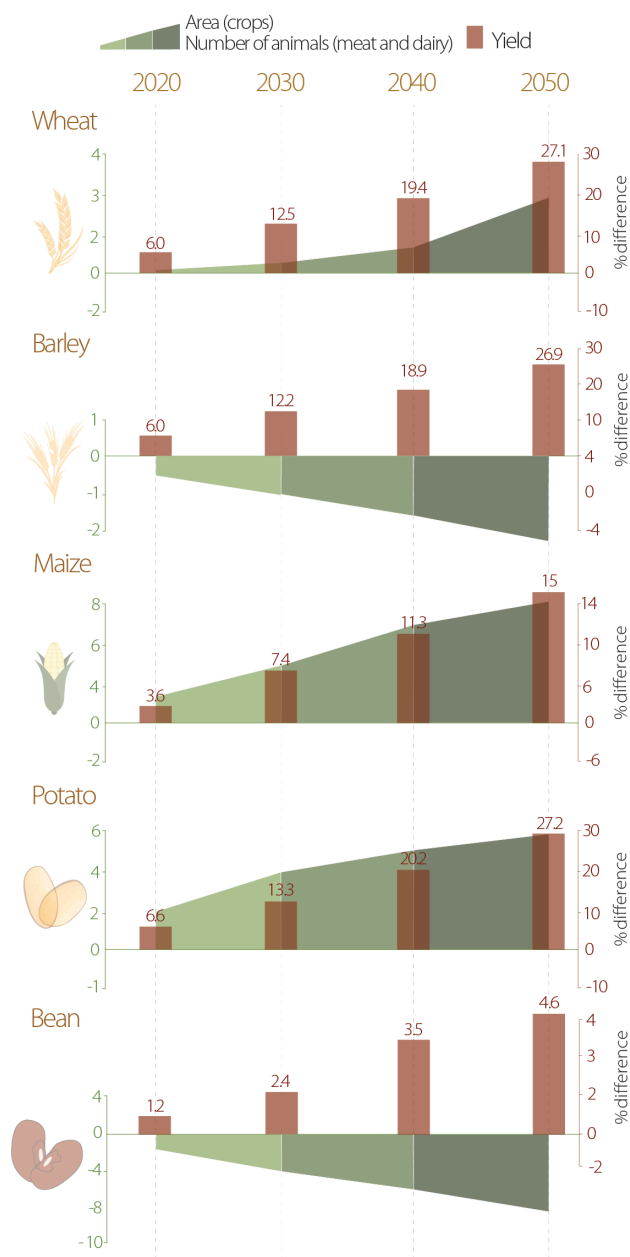 Area (crops)
Number of animals (meat and dairy)
Yield
2020 2030 2040 2050
Wheat
4 3 2 0 -2
6.0 12.5 19.4 27.1
30 20 10 0 -10
% difference
Barley
1 0 -1 -2
6.0 12.2 18.9 26.9
30 20 10 4 0 -4
% difference
Maize
8 6 4 0 -2
3.6 7.4 11.3 15
14 10 6 0 -6
% difference
Potato
6 4 2 0 -1
6.6 13.3 20.2 27.2
30 20 10 0 -10
% difference
Bean
4 0 -4 -8 -10
1.2 2.4 3.5 4.6
4 3 2 0 -2
% difference